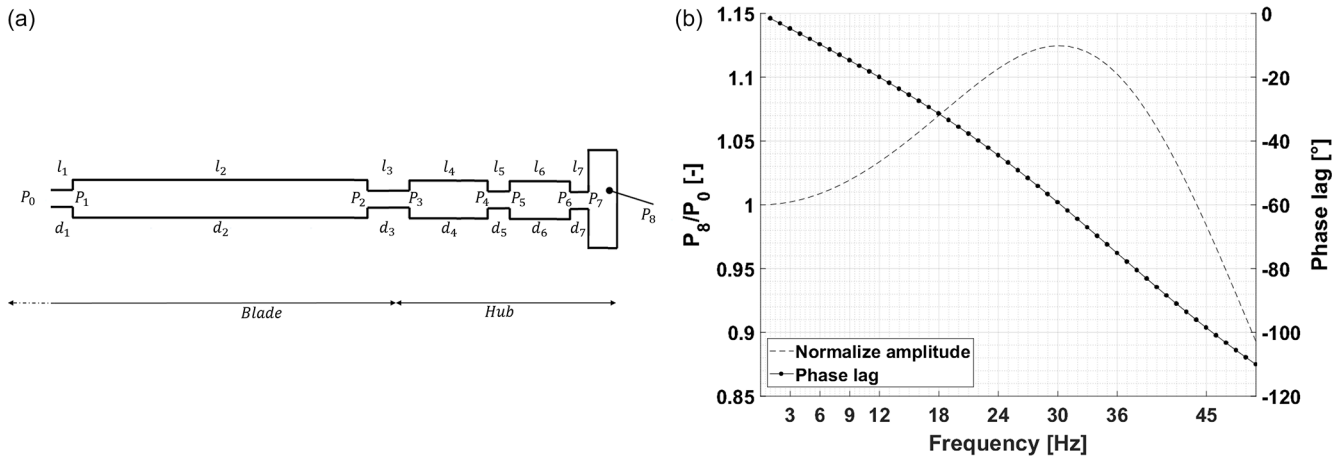 (a)
l1 l2 l3 l4 l5 l6 l7
P0 P1 P2 P3 P4 P5 P6 P7
P8
d1 d2 d3 d4 d5 d6 d7
Blade Hub
(b)
1.15
1.1
1.05
1
0.95
0.9
0.85
P8/P0 [-]
0
-20
-40
-60
-80
-100
-120
Phase lag [°]
Normalize amplitude
Phase lag
3 6 9 12 18 24 30 36 45
Frequency [Hz]